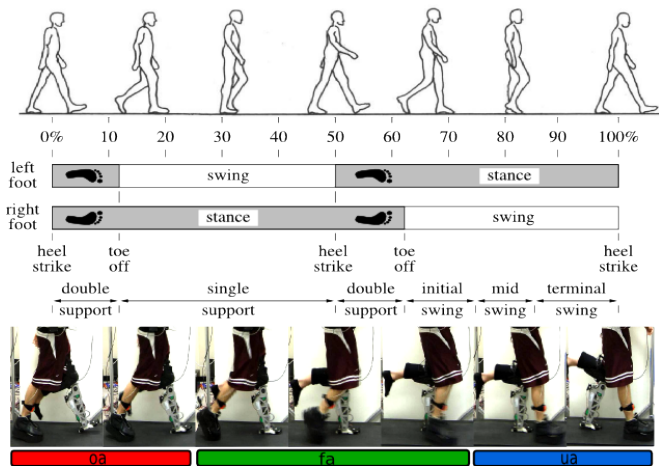 0% 10 20 30 40 50 60 70 80 90 100%
left foot
swing
stance
right foot
stance
swing
heel strike
toe off
heel strike
toe off
heel strike
double support
single support
double support
initial swing
mid swing
terminal swing
oa
fa
ua